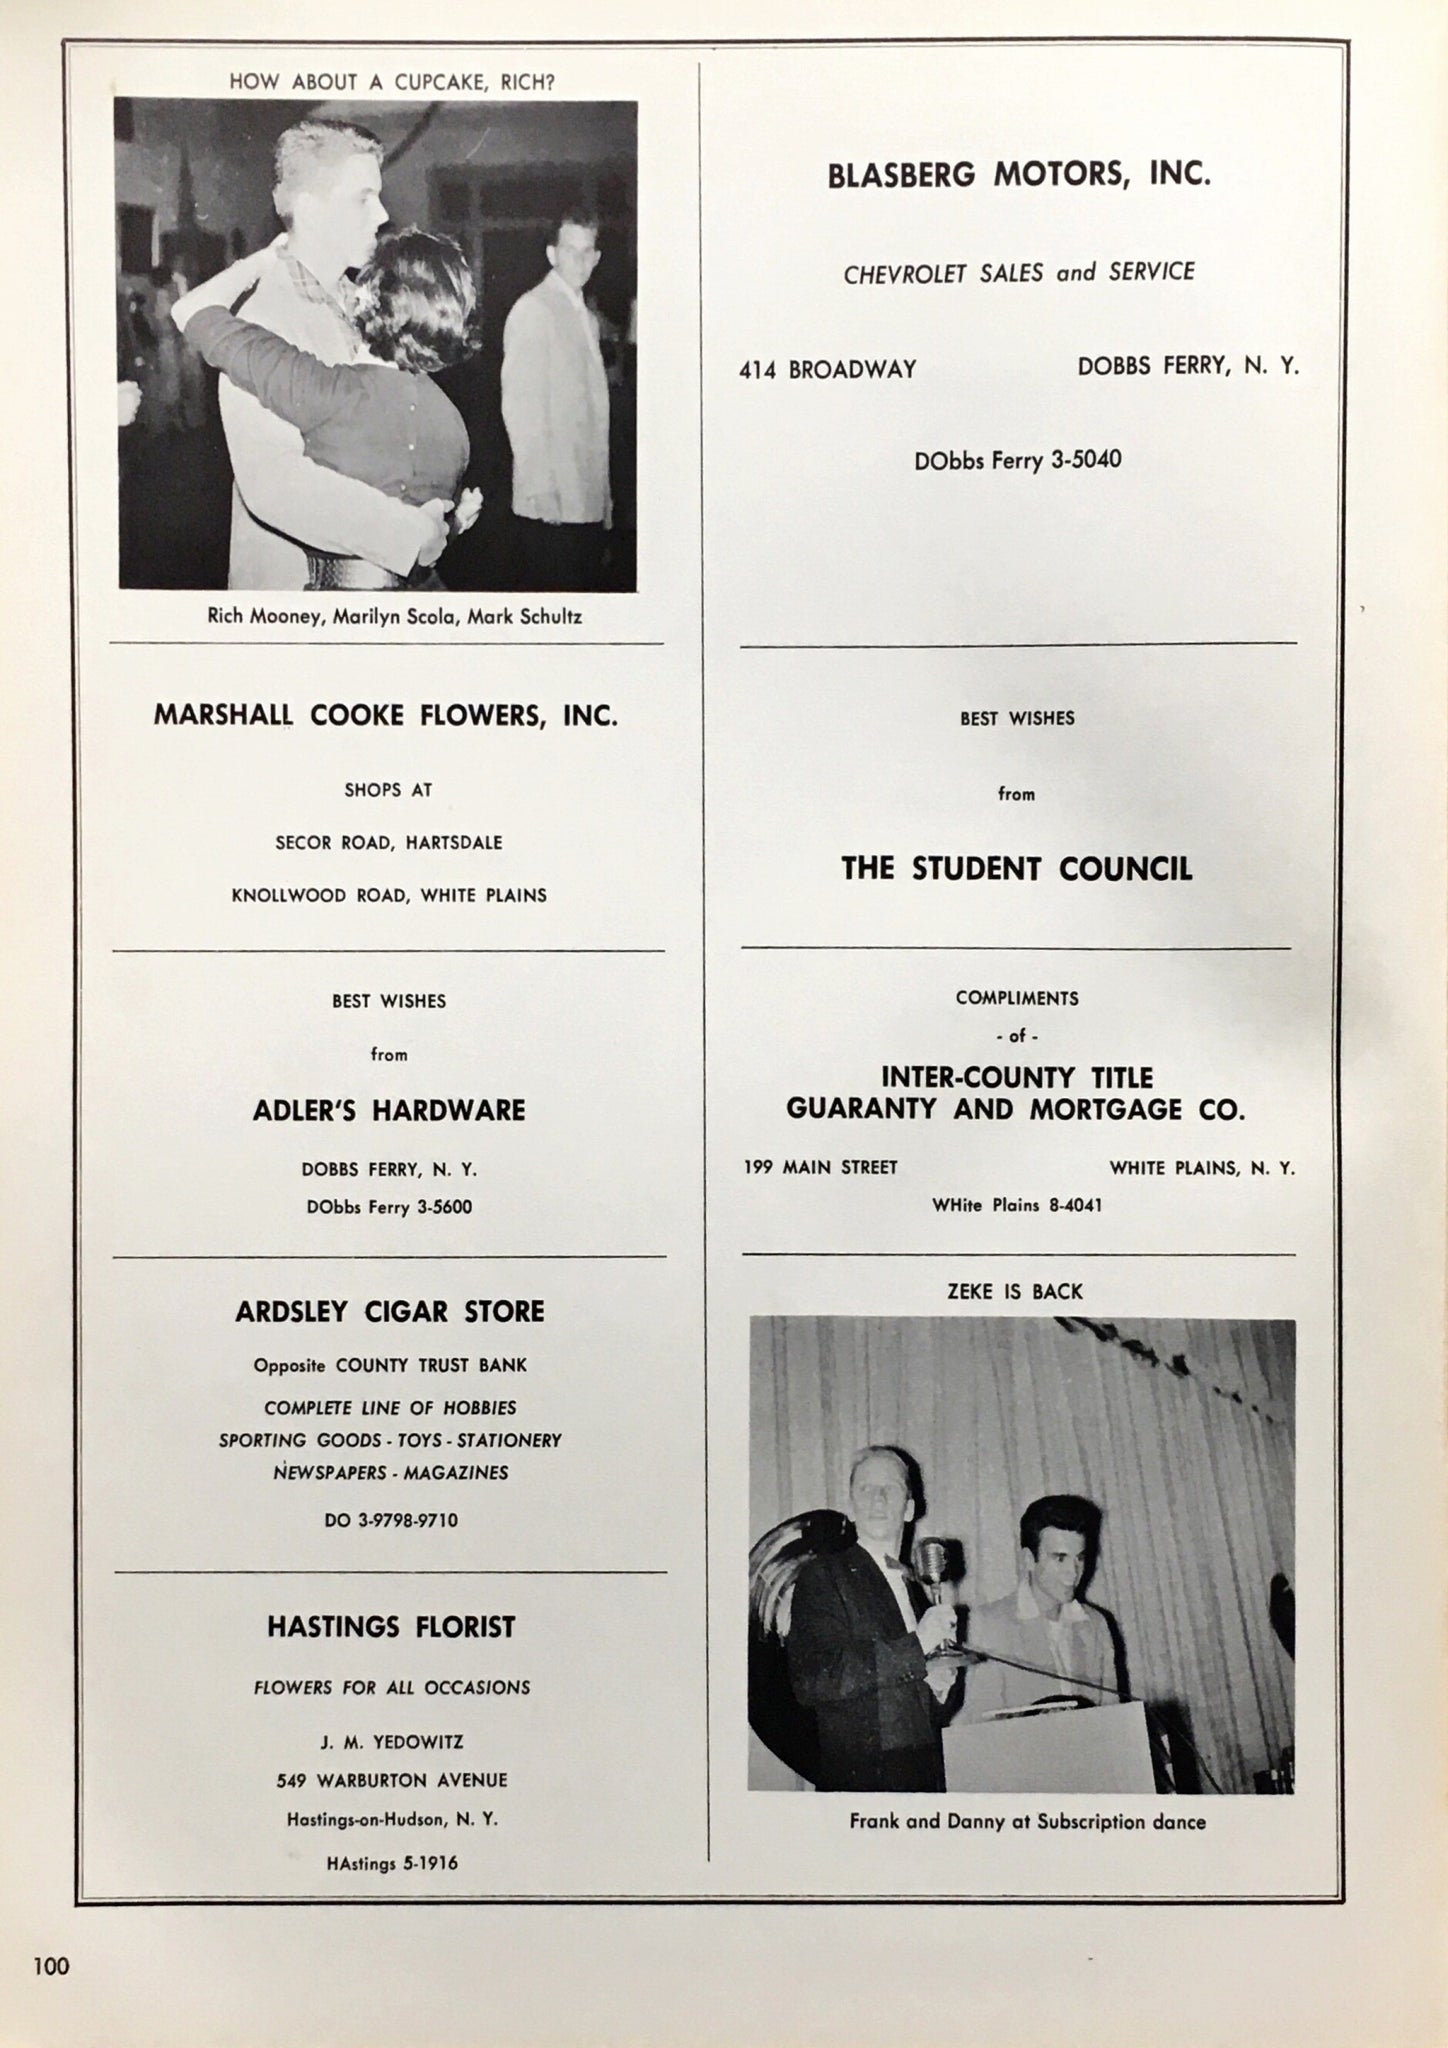 HOW ABOUT A CUPCAKE, RICH?
Rich Mooney, Marilyn Scola, Mark Schultz
MARSHALL COOKE FLOWERS, INC.
SHOPS AT
SECOR ROAD, HARTSDALE
KNOLLWOOD ROAD, WHITE PLAINS
BEST WISHES
from
ADLER'S HARDWARE
DOBBS FERRY, N. Y.
DObbs Ferry 3-5600
ARDSLEY CIGAR STORE
Opposite COUNTY TRUST BANK
COMPLETE LINE OF HOBBIES
SPORTING GOODS - TOYS - STATIONERY
NEWSPAPERS - MAGAZINES
DO 3-9798-9710
HASTINGS FLORIST
FLOWERS FOR ALL OCCASIONS
J. M. YEDOWITZ
549 WARBURTON AVENUE
Hastings-on-Hudson, N. Y.
HAstings 5-1916
BLASBERG MOTORS, INC.
CHEVROLET SALES and SERVICE
414 BROADWAY DOBBS FERRY, N. Y.
DObbs Ferry 3-5040
BEST WISHES
from
THE STUDENT COUNCIL
COMPLIMENTS
- of -
INTER-COUNTY TITLE
GUARANTY AND MORTGAGE CO.
199 MAIN STREET WHITE PLAINS, N. Y.
WHite Plains 8-4041
ZEKE IS BACK
Frank and Danny at Subscription dance
100